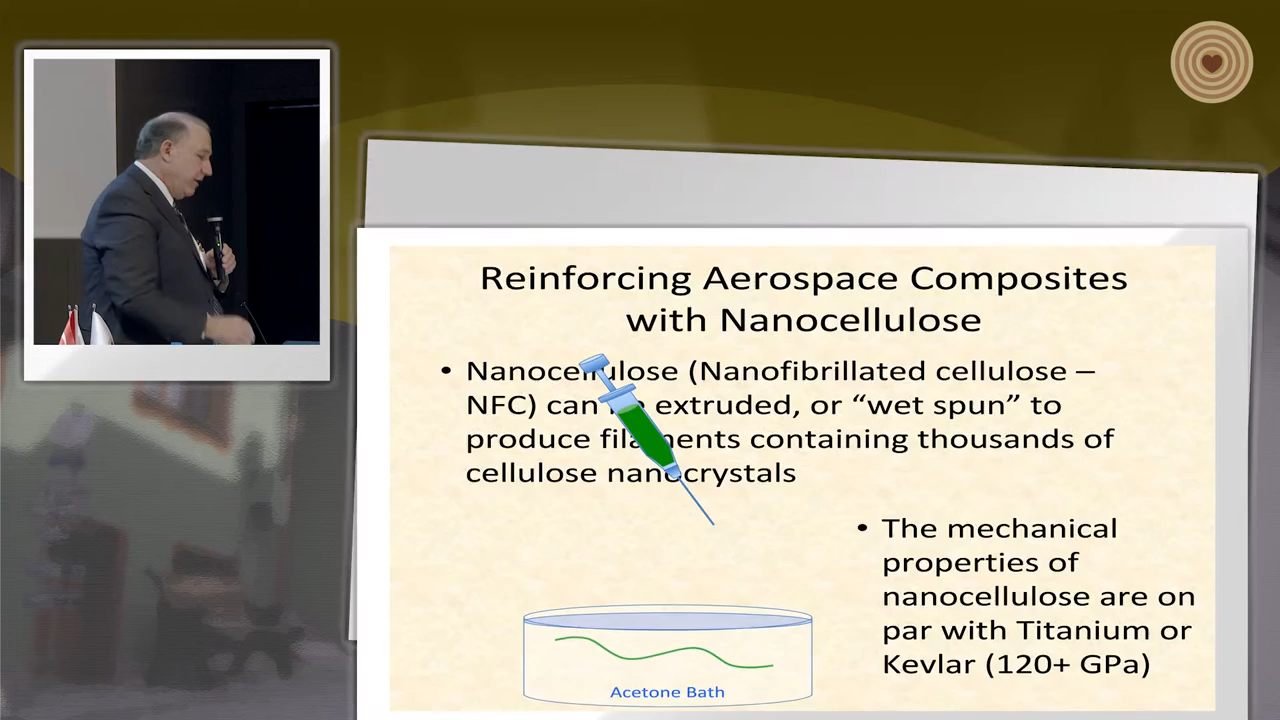 Reinforcing Aerospace Composites
with Nanocellulose
• Nanocellulose (Nanofibrillated cellulose –
NFC) can be extruded, or “wet spun” to
produce filaments containing thousands of
cellulose nanocrystals
• The mechanical
properties of
nanocellulose are on
par with Titanium or
Kevlar (120+ GPa)
Acetone Bath